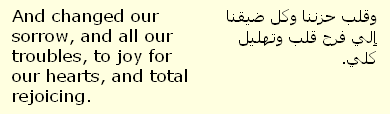 And changed our
sorrow, and all our
troubles, to joy for
our hearts, and total
rejoicing.
وقلب حزننا وكل ضيقنا
إلي فرح قلب وتهليل
كلي.